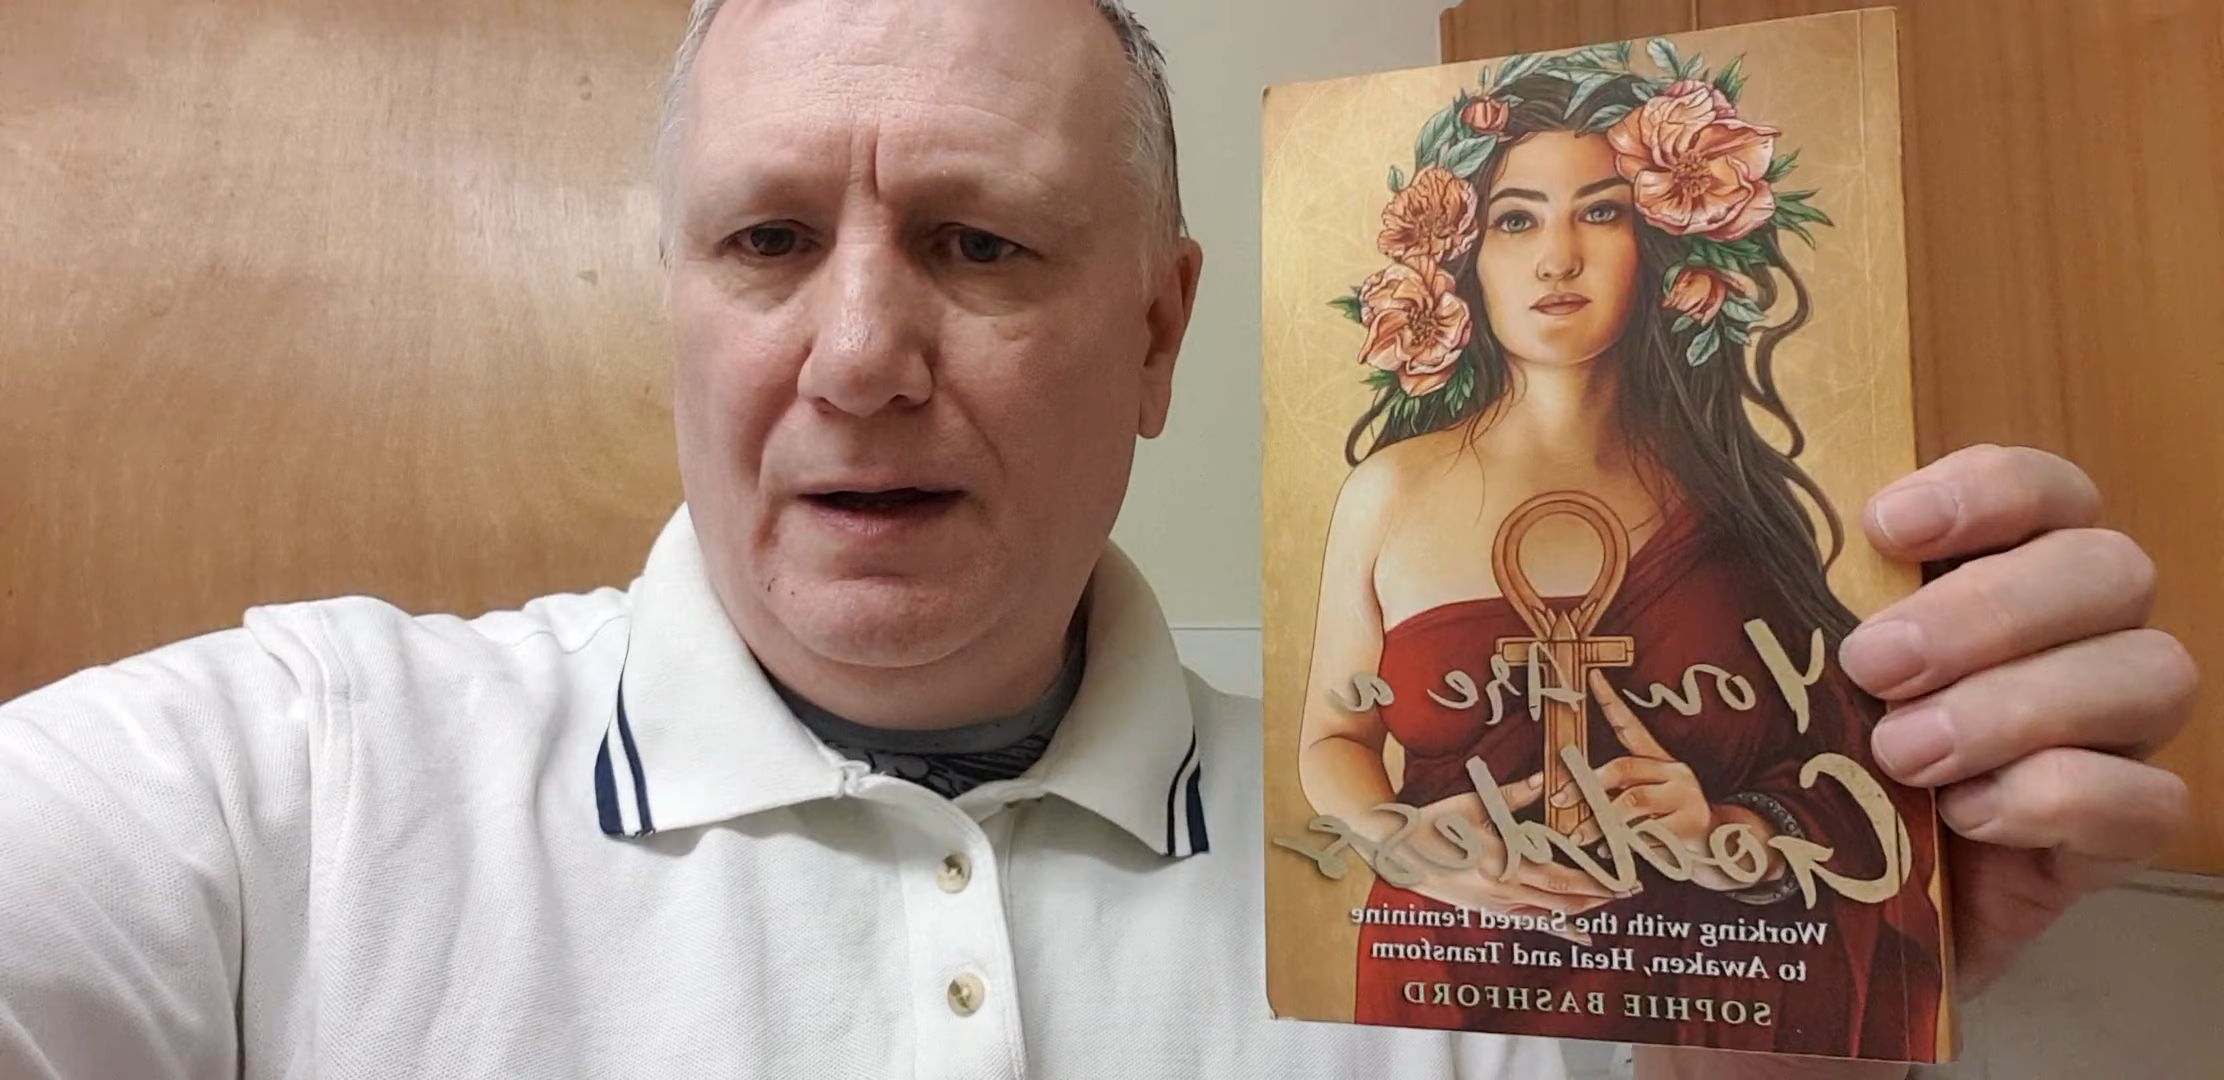 You Are a
Goddess
Working with the Sacred Feminine
to Awaken, Heal and Transform
SOPHIE BASHFORD